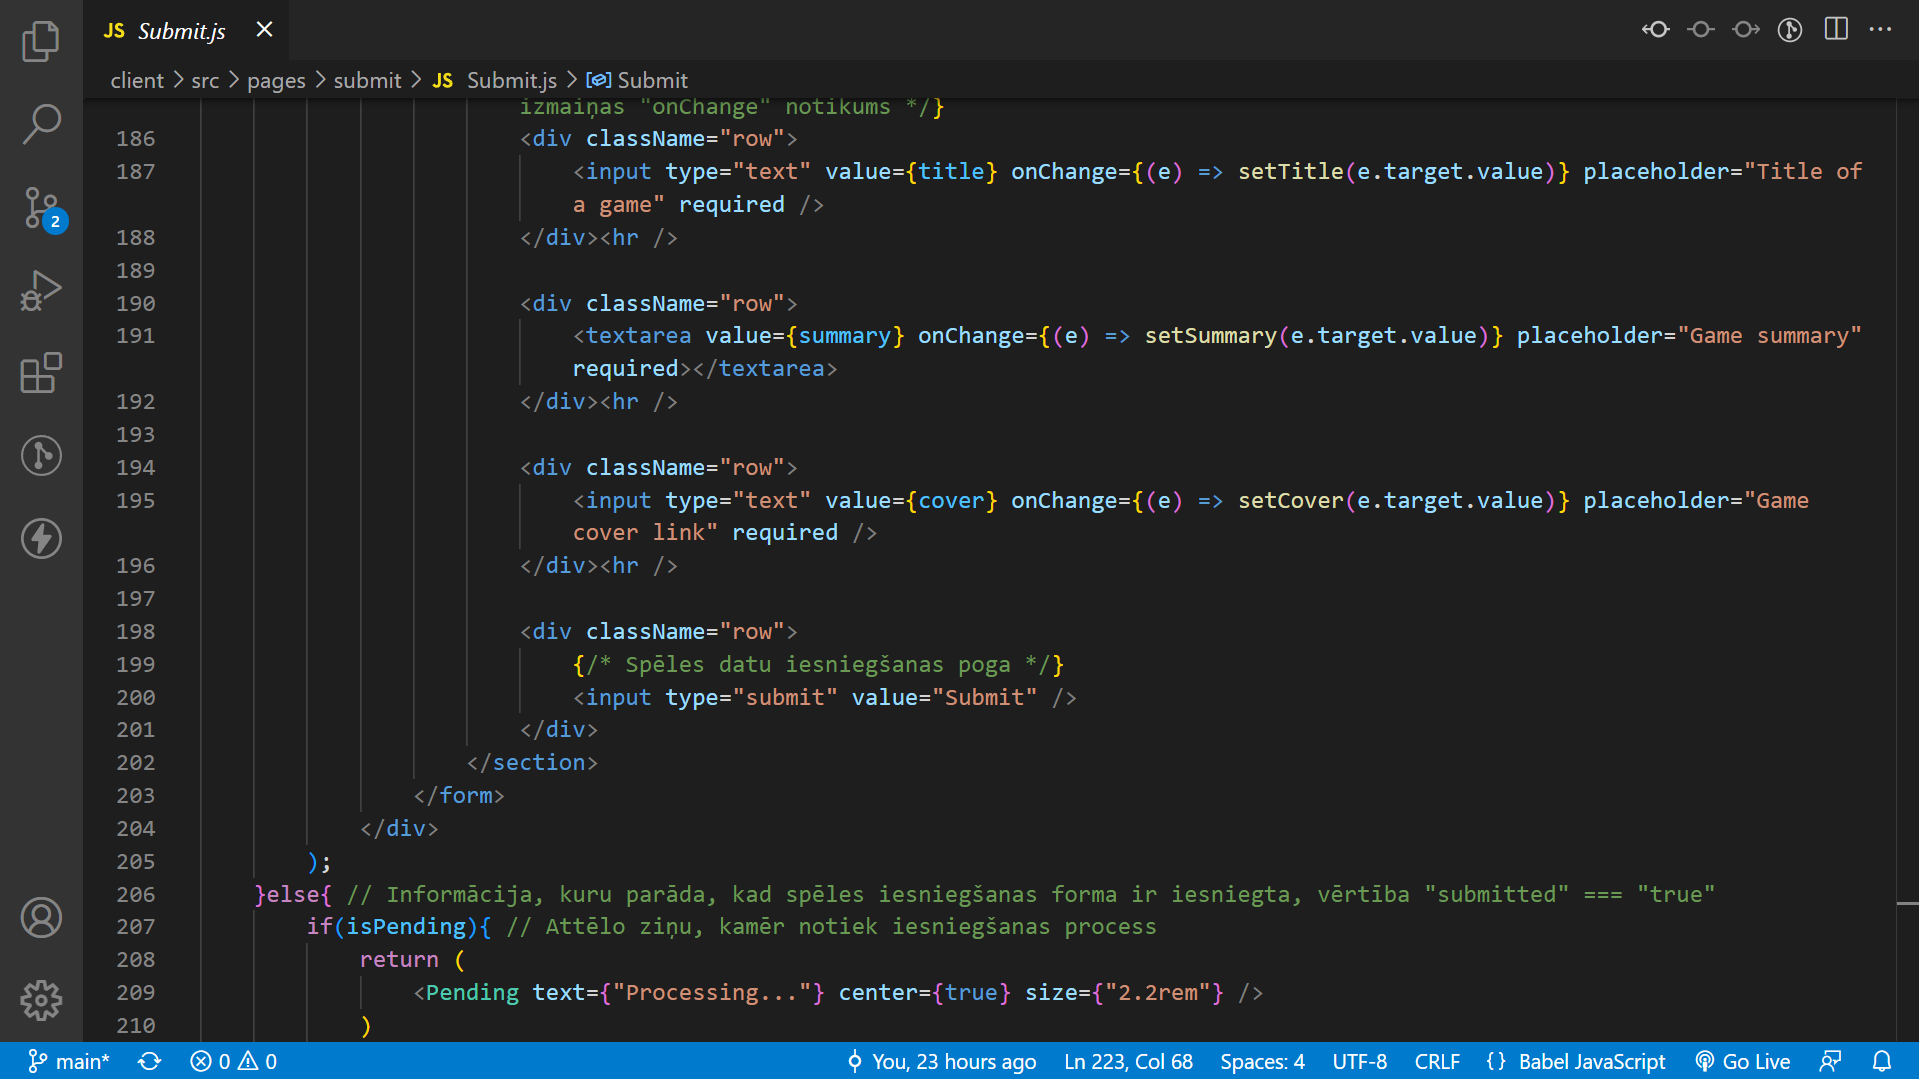 JS Submit.js
client > src > pages > submit > JS Submit.js > Submit
izmaiņas "onChange" notikums */}
186 <div className="row">
187 <input type="text" value={title} onChange={(e) => setTitle(e.target.value)} placeholder="Title of
a game" required />
188 </div><hr />
189
190 <div className="row">
191 <textarea value={summary} onChange={(e) => setSummary(e.target.value)} placeholder="Game summary"
required></textarea>
192 </div><hr />
193
194 <div className="row">
195 <input type="text" value={cover} onChange={(e) => setCover(e.target.value)} placeholder="Game
cover link" required />
196 </div><hr />
197
198 <div className="row">
199 {/* Spēles datu iesniegšanas poga */}
200 <input type="submit" value="Submit" />
201 </div>
202 </section>
203 </form>
204 </div>
205 );
206 }else{ // Informācija, kuru parāda, kad spēles iesniegšanas forma ir iesniegta, vērtība "submitted" === "true"
207 if(isPending){ // Attēlo ziņu, kamēr notiek iesniegšanas process
208 return (
209 <Pending text={"Processing..."} center={true} size={"2.2rem"} />
210 )
2
main* 0 0 You, 23 hours ago Ln 223, Col 68 Spaces: 4 UTF-8 CRLF {} Babel JavaScript Go Live